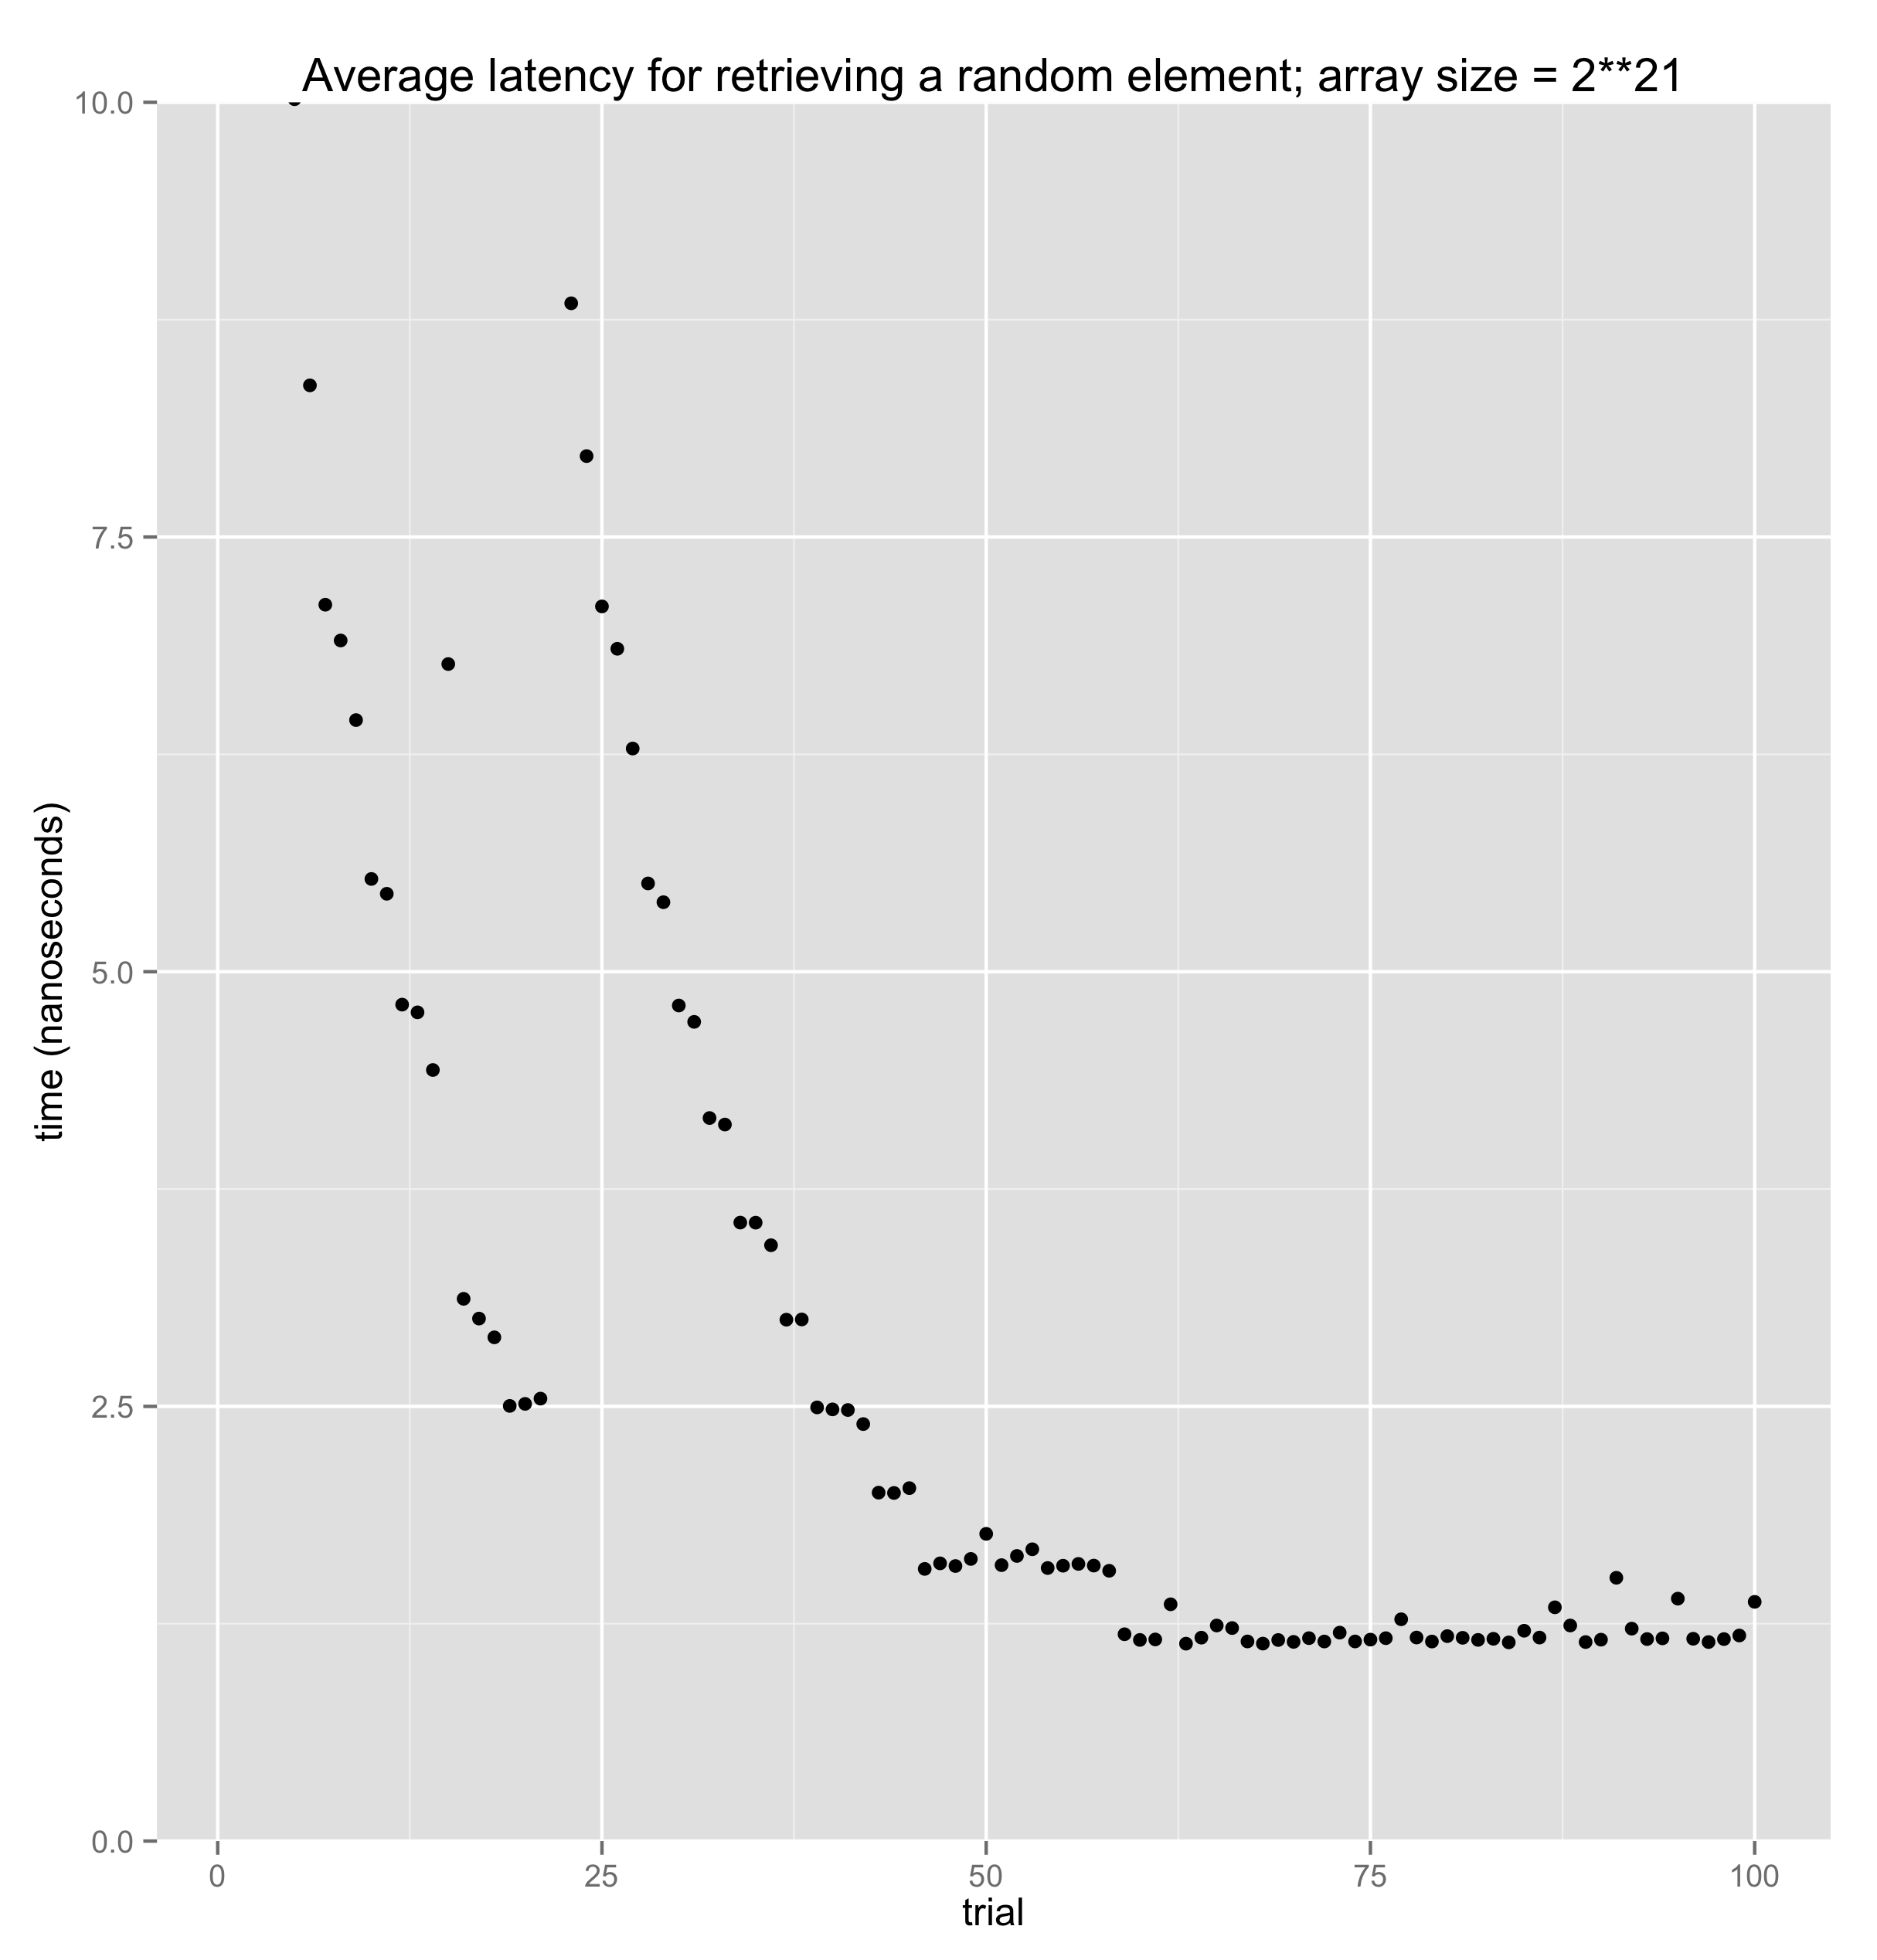 Average latency for retrieving a random element; array size = 2**21
10.0
7.5
5.0
2.5
0.0
time (nanoseconds)
0 25 50 75 100
trial